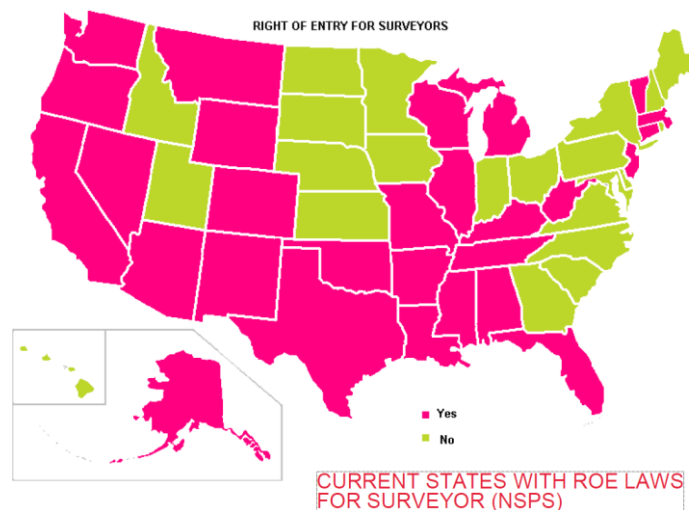 RIGHT OF ENTRY FOR SURVEYORS
Yes
No
CURRENT STATES WITH ROE LAWS
FOR SURVEYOR (NSPS)